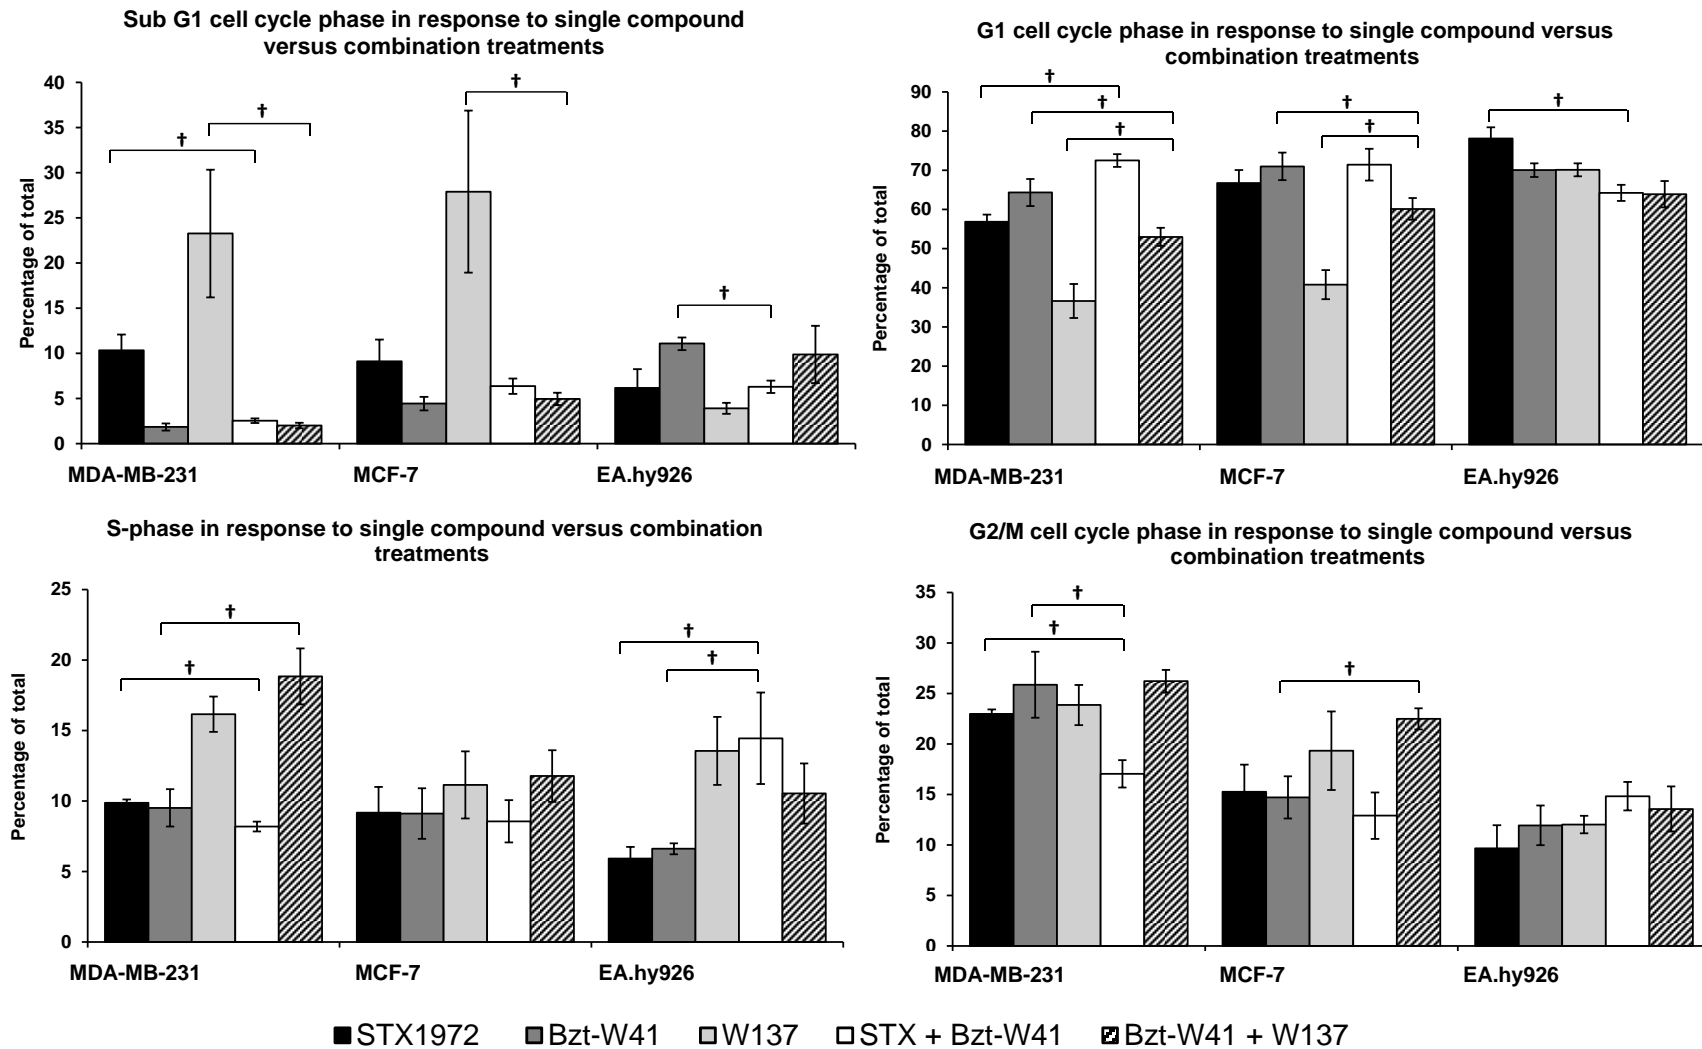 Sub G1 cell cycle phase in response to single compound
versus combination treatments
Percentage of total
40
35
30
25
20
15
10
5
0
†
†
†
†
MDA-MB-231
MCF-7
EA.hy926
G1 cell cycle phase in response to single compound versus
combination treatments
Percentage of total
90
80
70
60
50
40
30
20
10
0
†
†
†
†
†
†
MDA-MB-231
MCF-7
EA.hy926
S-phase in response to single compound versus combination
treatments
Percentage of total
25
20
15
10
5
0
†
†
†
†
MDA-MB-231
MCF-7
EA.hy926
G2/M cell cycle phase in response to single compound versus
combination treatments
Percentage of total
35
30
25
20
15
10
5
0
†
†
†
MDA-MB-231
MCF-7
EA.hy926
STX1972 Bzt-W41 W137 STX + Bzt-W41 Bzt-W41 + W137